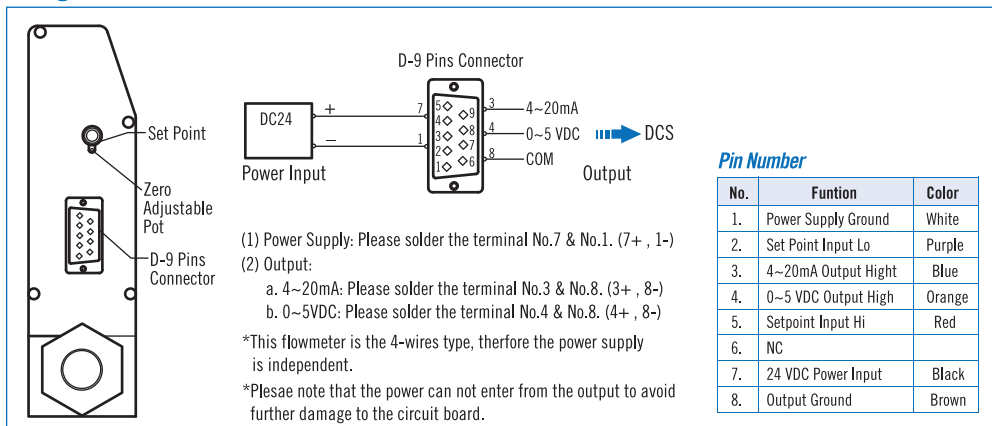 Set Point
Zero
Adjustable
Pot
D-9 Pins
Connector
D-9 Pins Connector
DC24
+
−
Power Input
7
1
5
4
3
2
1
9
8
7
6
3
4
8
4~20mA
0~5 VDC
COM
DCS
Output
(1) Power Supply: Please solder the terminal No.7 & No.1. (7+ , 1-)
(2) Output:
a. 4~20mA: Please solder the terminal No.3 & No.8. (3+ , 8-)
b. 0~5VDC: Please solder the terminal No.4 & No.8. (4+ , 8-)
*This flowmeter is the 4-wires type, therfore the power supply
is independent.
*Plesae note that the power can not enter from the output to avoid
further damage to the circuit board.
Pin Number
No. Funtion Color
1. Power Supply Ground White
2. Set Point Input Lo Purple
3. 4~20mA Output Hight Blue
4. 0~5 VDC Output High Orange
5. Setpoint Input Hi Red
6. NC
7. 24 VDC Power Input Black
8. Output Ground Brown